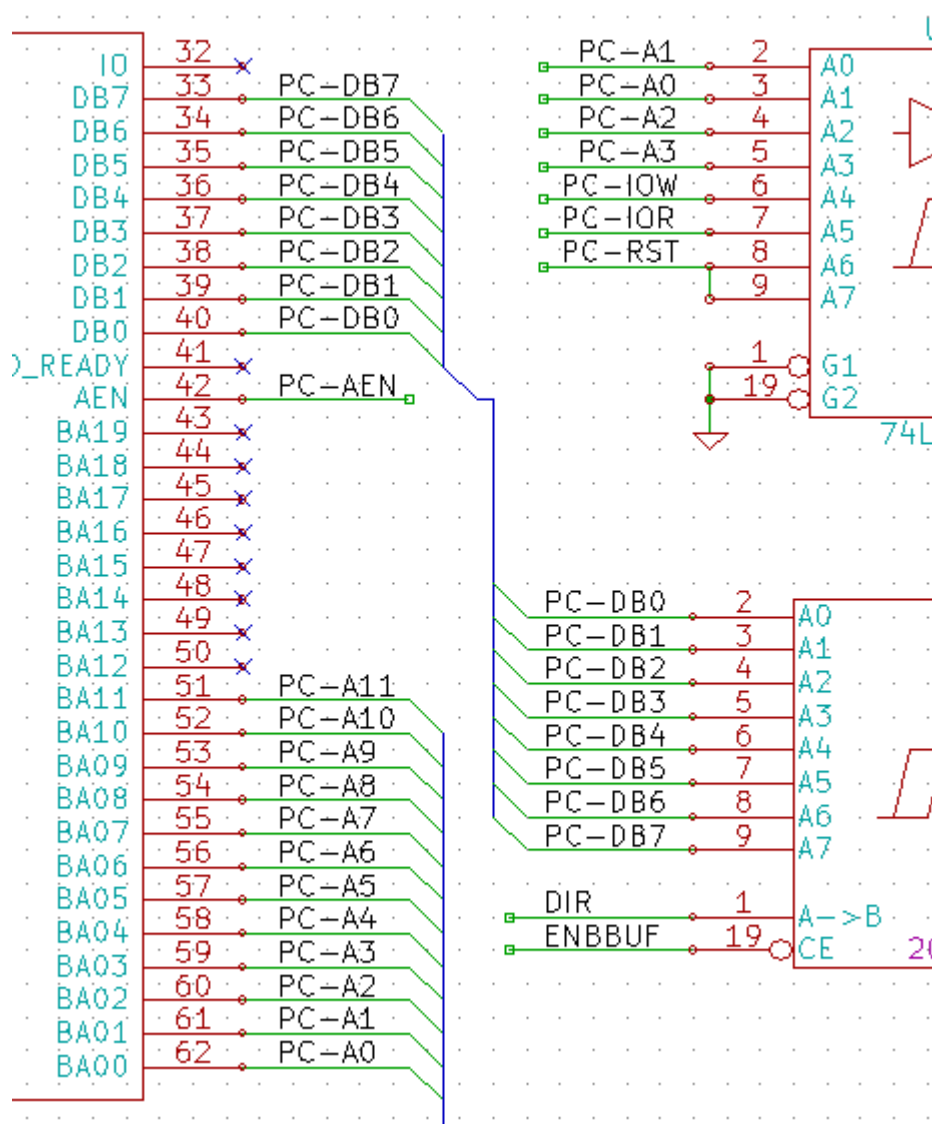 IO 32
DB7 33 PC-DB7
DB6 34 PC-DB6
DB5 35 PC-DB5
DB4 36 PC-DB4
DB3 37 PC-DB3
DB2 38 PC-DB2
DB1 39 PC-DB1
DB0 40 PC-DB0
_READY 41
AEN 42 PC-AEN
BA19 43
BA18 44
BA17 45
BA16 46
BA15 47
BA14 48
BA13 49
BA12 50
BA11 51 PC-A11
BA10 52 PC-A10
BA09 53 PC-A9
BA08 54 PC-A8
BA07 55 PC-A7
BA06 56 PC-A6
BA05 57 PC-A5
BA04 58 PC-A4
BA03 59 PC-A3
BA02 60 PC-A2
BA01 61 PC-A1
BA00 62 PC-A0
PC-A1 2 A0
PC-A0 3 A1
PC-A2 4 A2
PC-A3 5 A3
PC-IOW 6 A4
PC-IOR 7 A5
PC-RST 8 A6
9 A7
1 G1
19 G2
74L
PC-DB0 2 A0
PC-DB1 3 A1
PC-DB2 4 A2
PC-DB3 5 A3
PC-DB4 6 A4
PC-DB5 7 A5
PC-DB6 8 A6
PC-DB7 9 A7
DIR 1 A->B
ENBBUF 19 CE